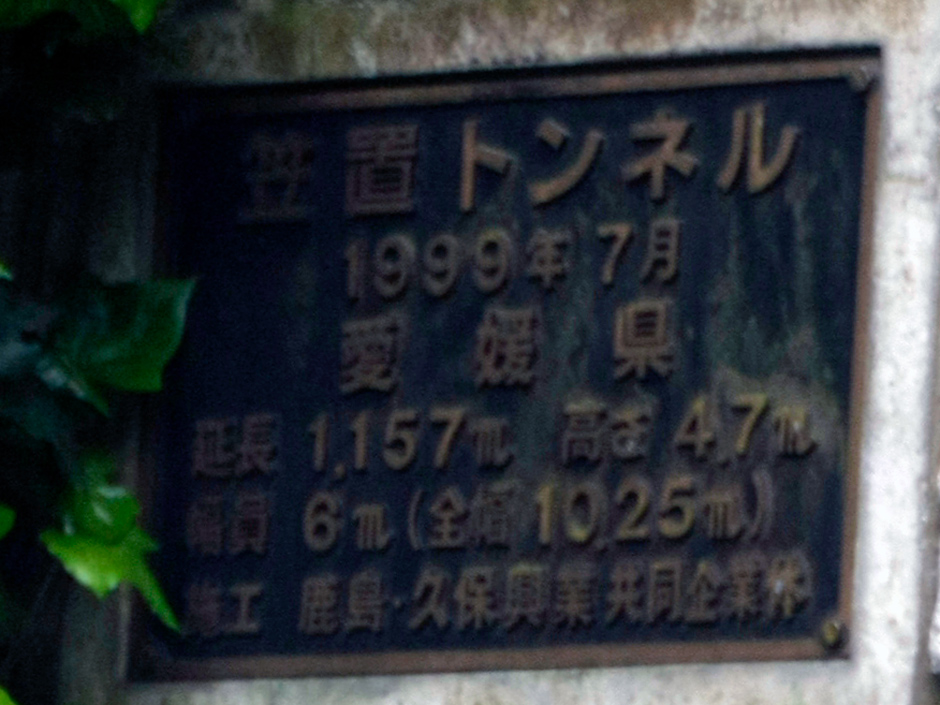 笠置トンネル
1999年7月
愛媛県
延長 1,157m 高さ 4.7m
幅員 6m (全幅 10.25m)
施工 鹿島・久保興業共同企業体